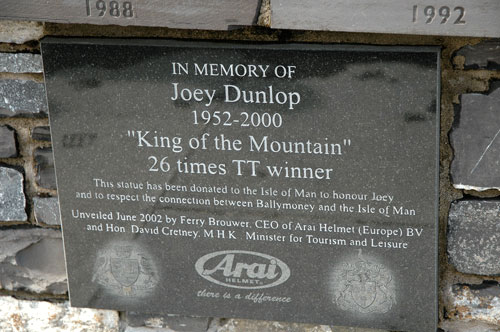 1988
1992
IN MEMORY OF
Joey Dunlop
1952-2000
"King of the Mountain"
26 times TT winner
This statue has been donated to the Isle of Man to honour Joey
and to respect the connection between Ballymoney and the Isle of Man
Unveiled June 2002 by Ferry Brouwer, CEO of Arai Helmet (Europe) BV
and Hon. David Cretney, M H K Minister for Tourism and Leisure
Arai
HELMET
there is a difference